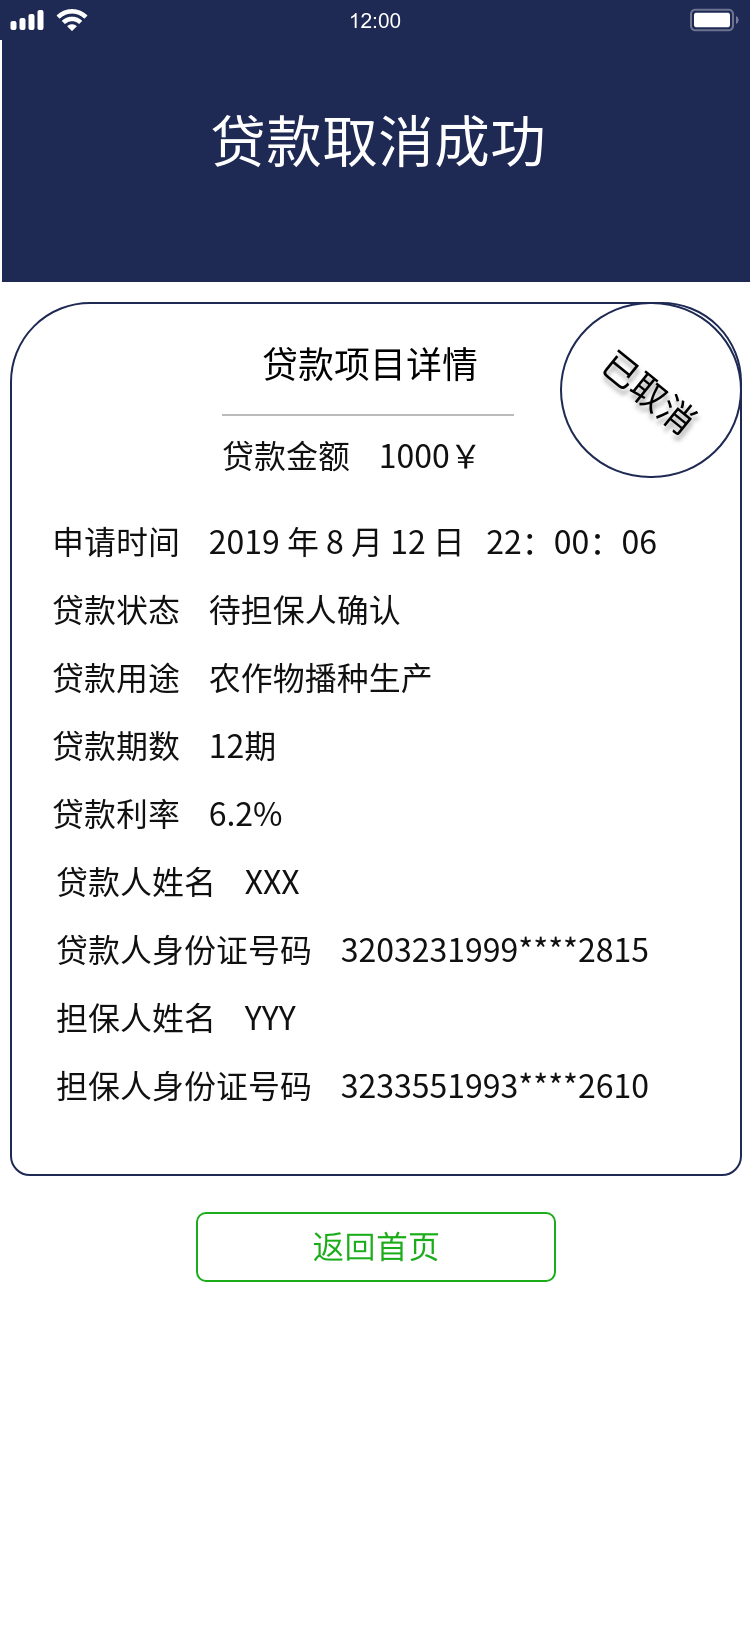 12:00
贷款取消成功
贷款项目详情
已取消
贷款金额 1000￥
申请时间 2019 年 8 月 12 日 22：00：06
贷款状态 待担保人确认
贷款用途 农作物播种生产
贷款期数 12期
贷款利率 6.2%
贷款人姓名 XXX
贷款人身份证号码 3203231999****2815
担保人姓名 YYY
担保人身份证号码 3233551993****2610
返回首页